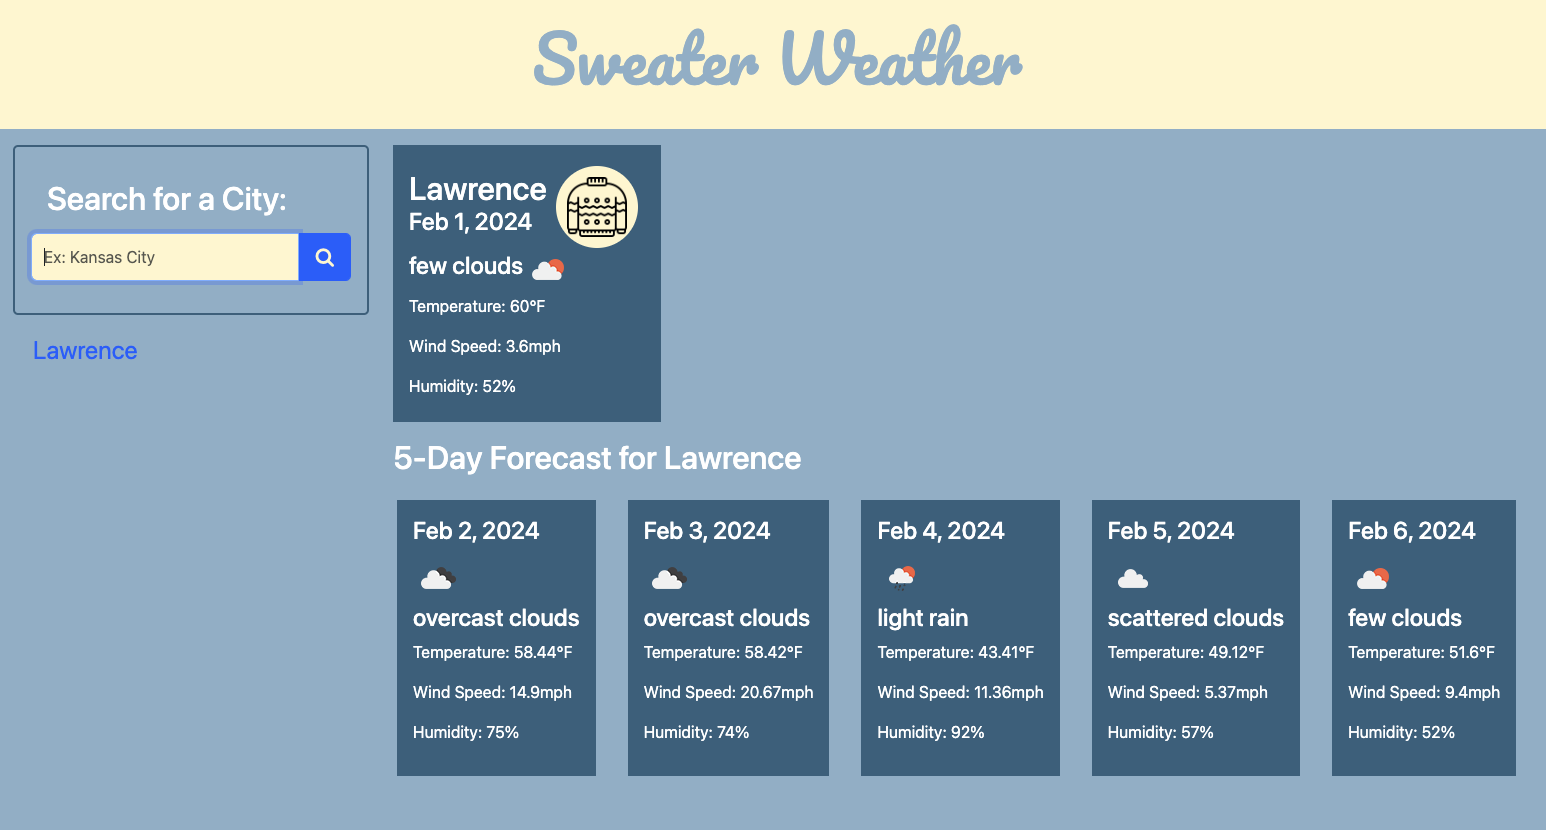 Sweater Weather
Search for a City:
Ex: Kansas City
Lawrence
Lawrence
Feb 1, 2024
few clouds
Temperature: 60°F
Wind Speed: 3.6mph
Humidity: 52%
5-Day Forecast for Lawrence
Feb 2, 2024
overcast clouds
Temperature: 58.44°F
Wind Speed: 14.9mph
Humidity: 75%
Feb 3, 2024
overcast clouds
Temperature: 58.42°F
Wind Speed: 20.67mph
Humidity: 74%
Feb 4, 2024
light rain
Temperature: 43.41°F
Wind Speed: 11.36mph
Humidity: 92%
Feb 5, 2024
scattered clouds
Temperature: 49.12°F
Wind Speed: 5.37mph
Humidity: 57%
Feb 6, 2024
few clouds
Temperature: 51.6°F
Wind Speed: 9.4mph
Humidity: 52%